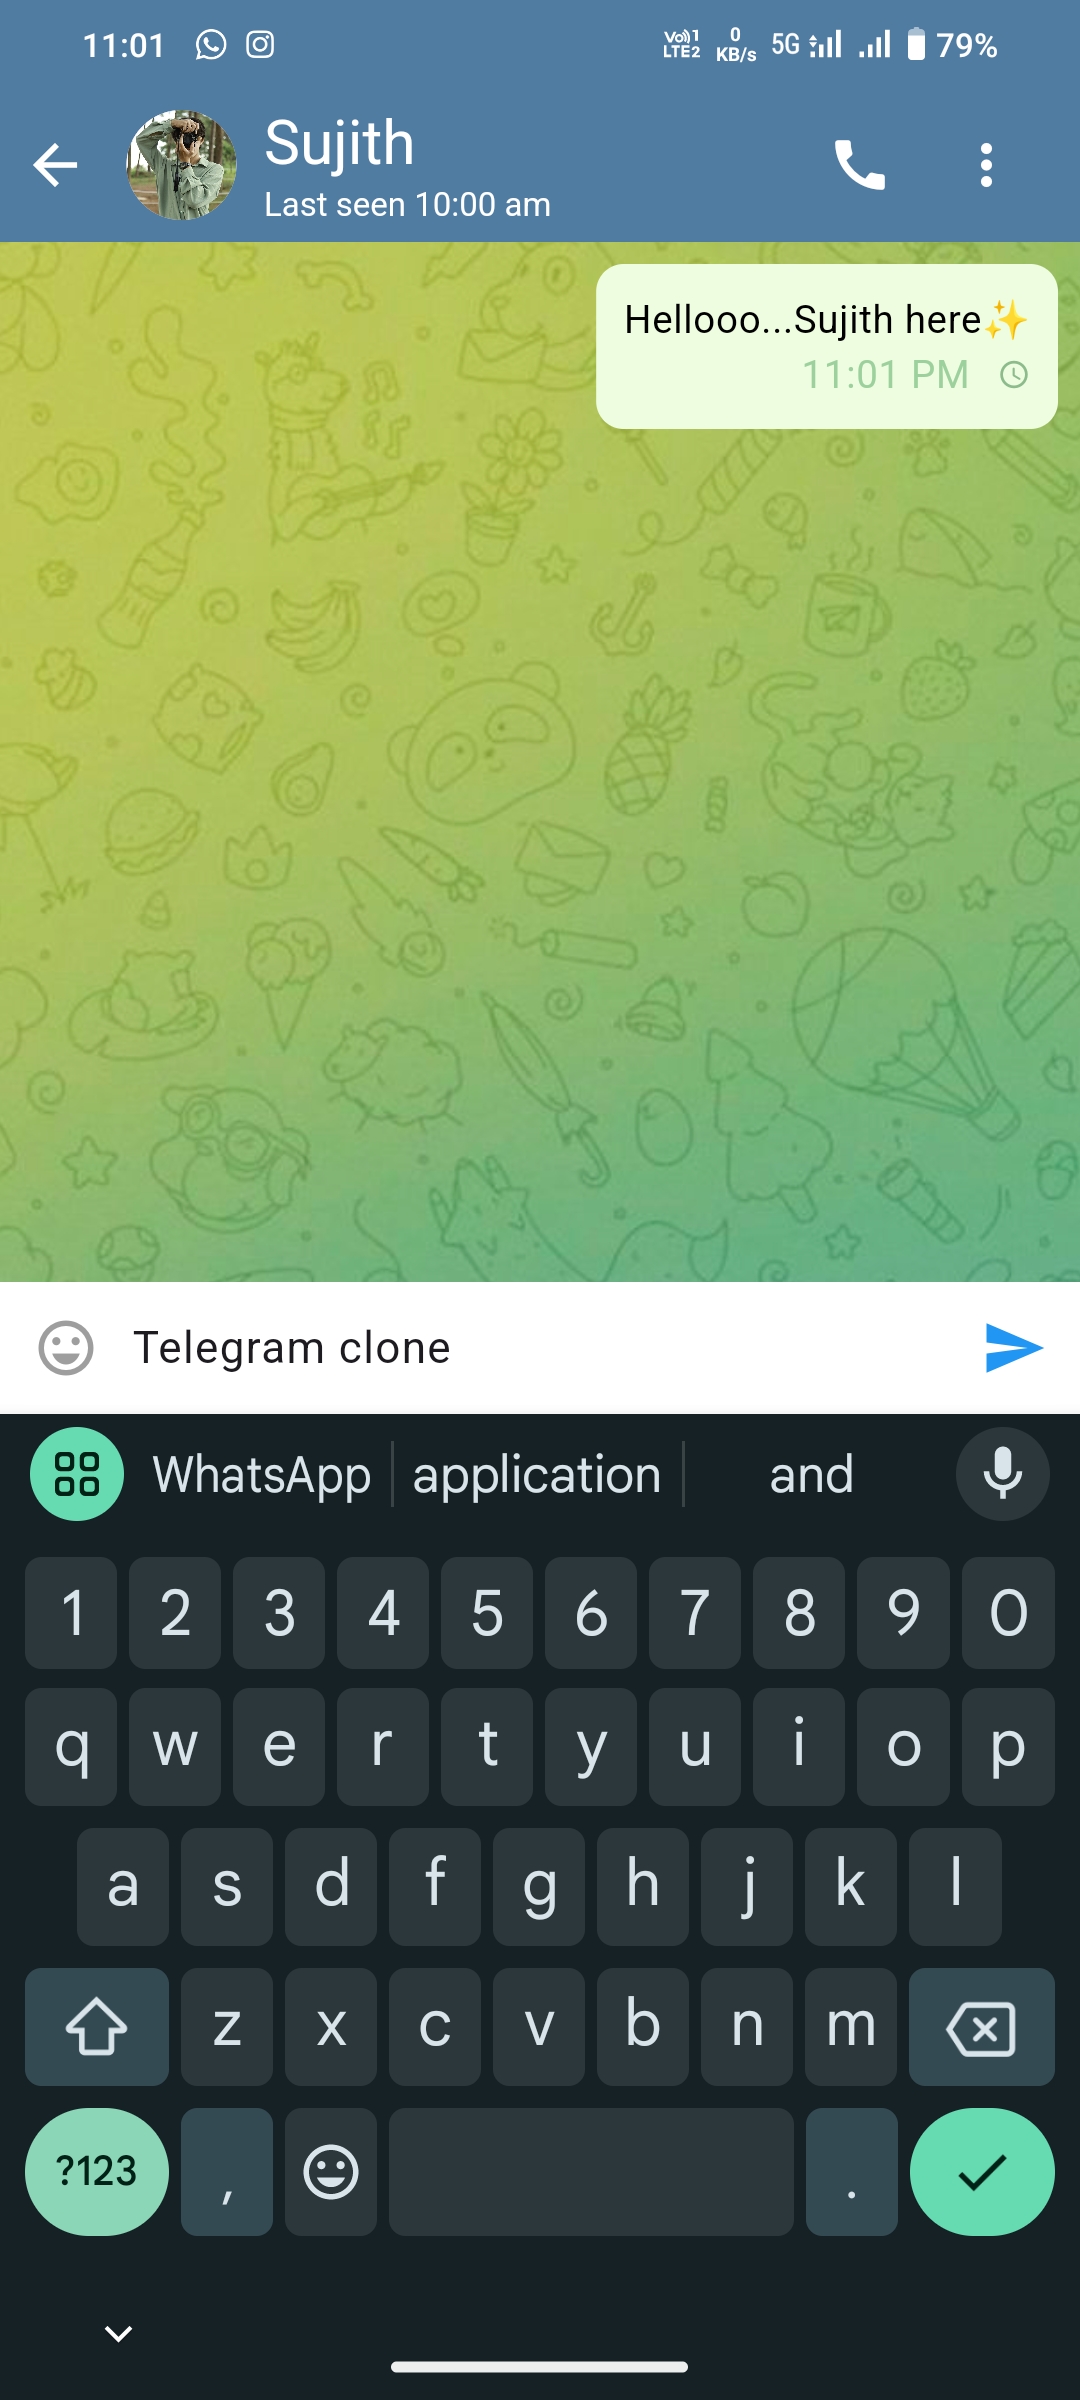 11:01 Vo)) 1 LTE2 0 KB/s 5G 79%
Sujith
Last seen 10:00 am
Hellooo...Sujith here✨
11:01 PM
Telegram clone
WhatsApp application and
1 2 3 4 5 6 7 8 9 0
q w e r t y u i o p
a s d f g h j k l
z x c v b n m
?123 , .